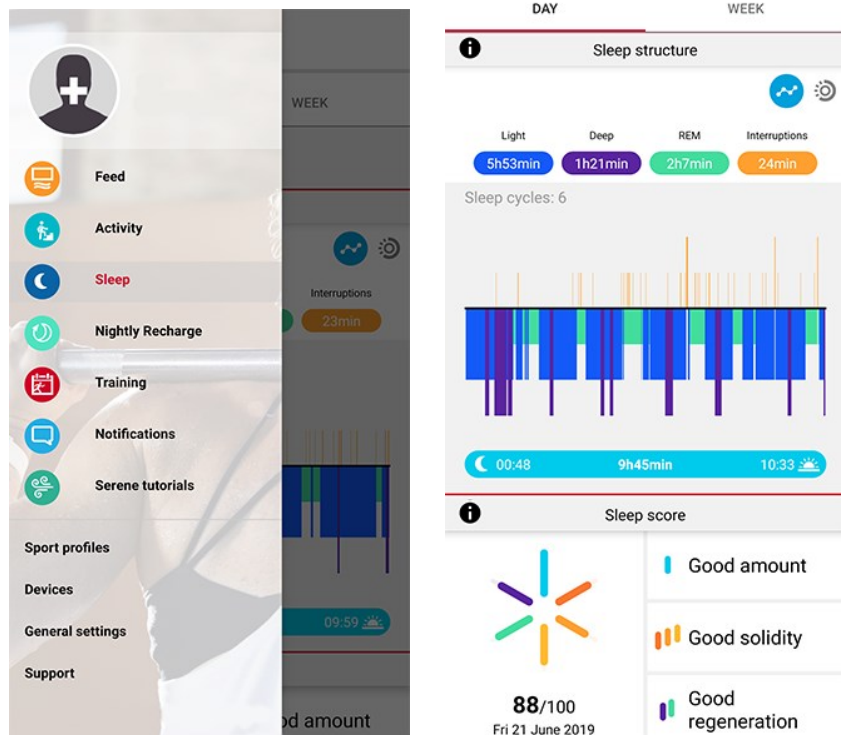 WEEK
Feed
Activity
Sleep
Interruptions
23min
Nightly Recharge
Training
Notifications
Serene tutorials
Sport profiles
Devices
General settings
09:59
Support
od amount
DAY WEEK
Sleep structure
Light Deep REM Interruptions
5h53min 1h21min 2h7min 24min
Sleep cycles: 6
00:48 9h45min 10:33
Sleep score
Good amount
Good solidity
Good
regeneration
88/100
Fri 21 June 2019